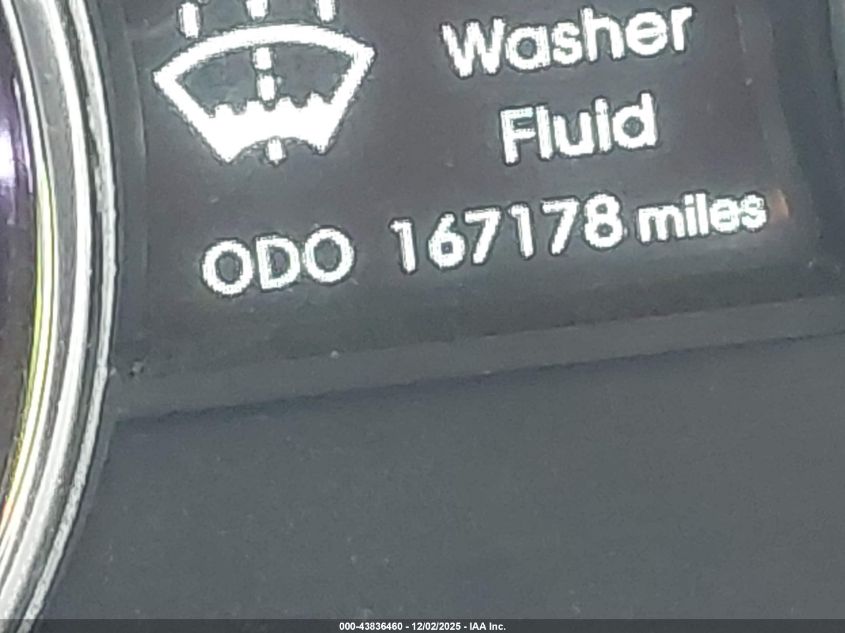 Washer
Fluid
ODO 167178 miles
000-43836460 - 12/02/2025 - IAA Inc.